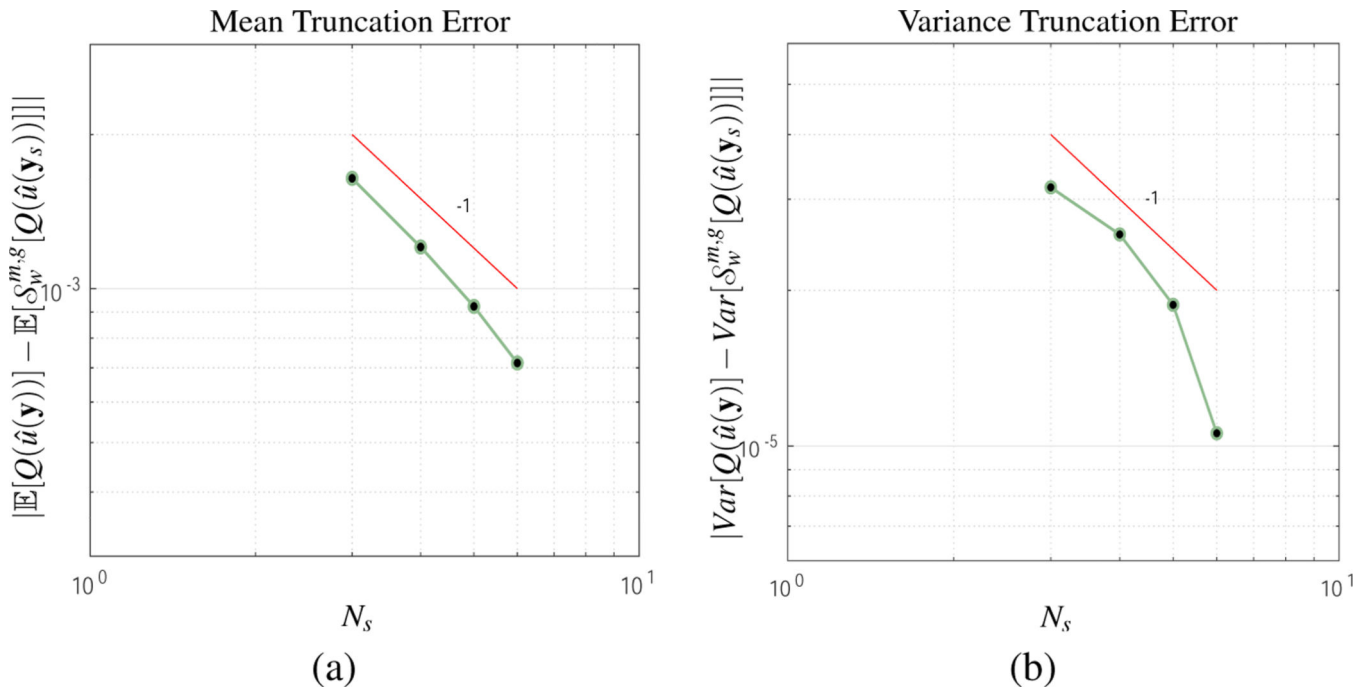 Mean Truncation Error
|𝔼[Q(û(𝐲))] − 𝔼[𝒮_w^{m,g}[Q(û(𝐲_s))]]|
10^{-3}
-1
10^0
10^1
N_s
(a)
Variance Truncation Error
|Var[Q(û(𝐲)] − Var[𝒮_w^{m,g}[Q(û(𝐲_s))]]|
10^{-5}
-1
10^0
10^1
N_s
(b)